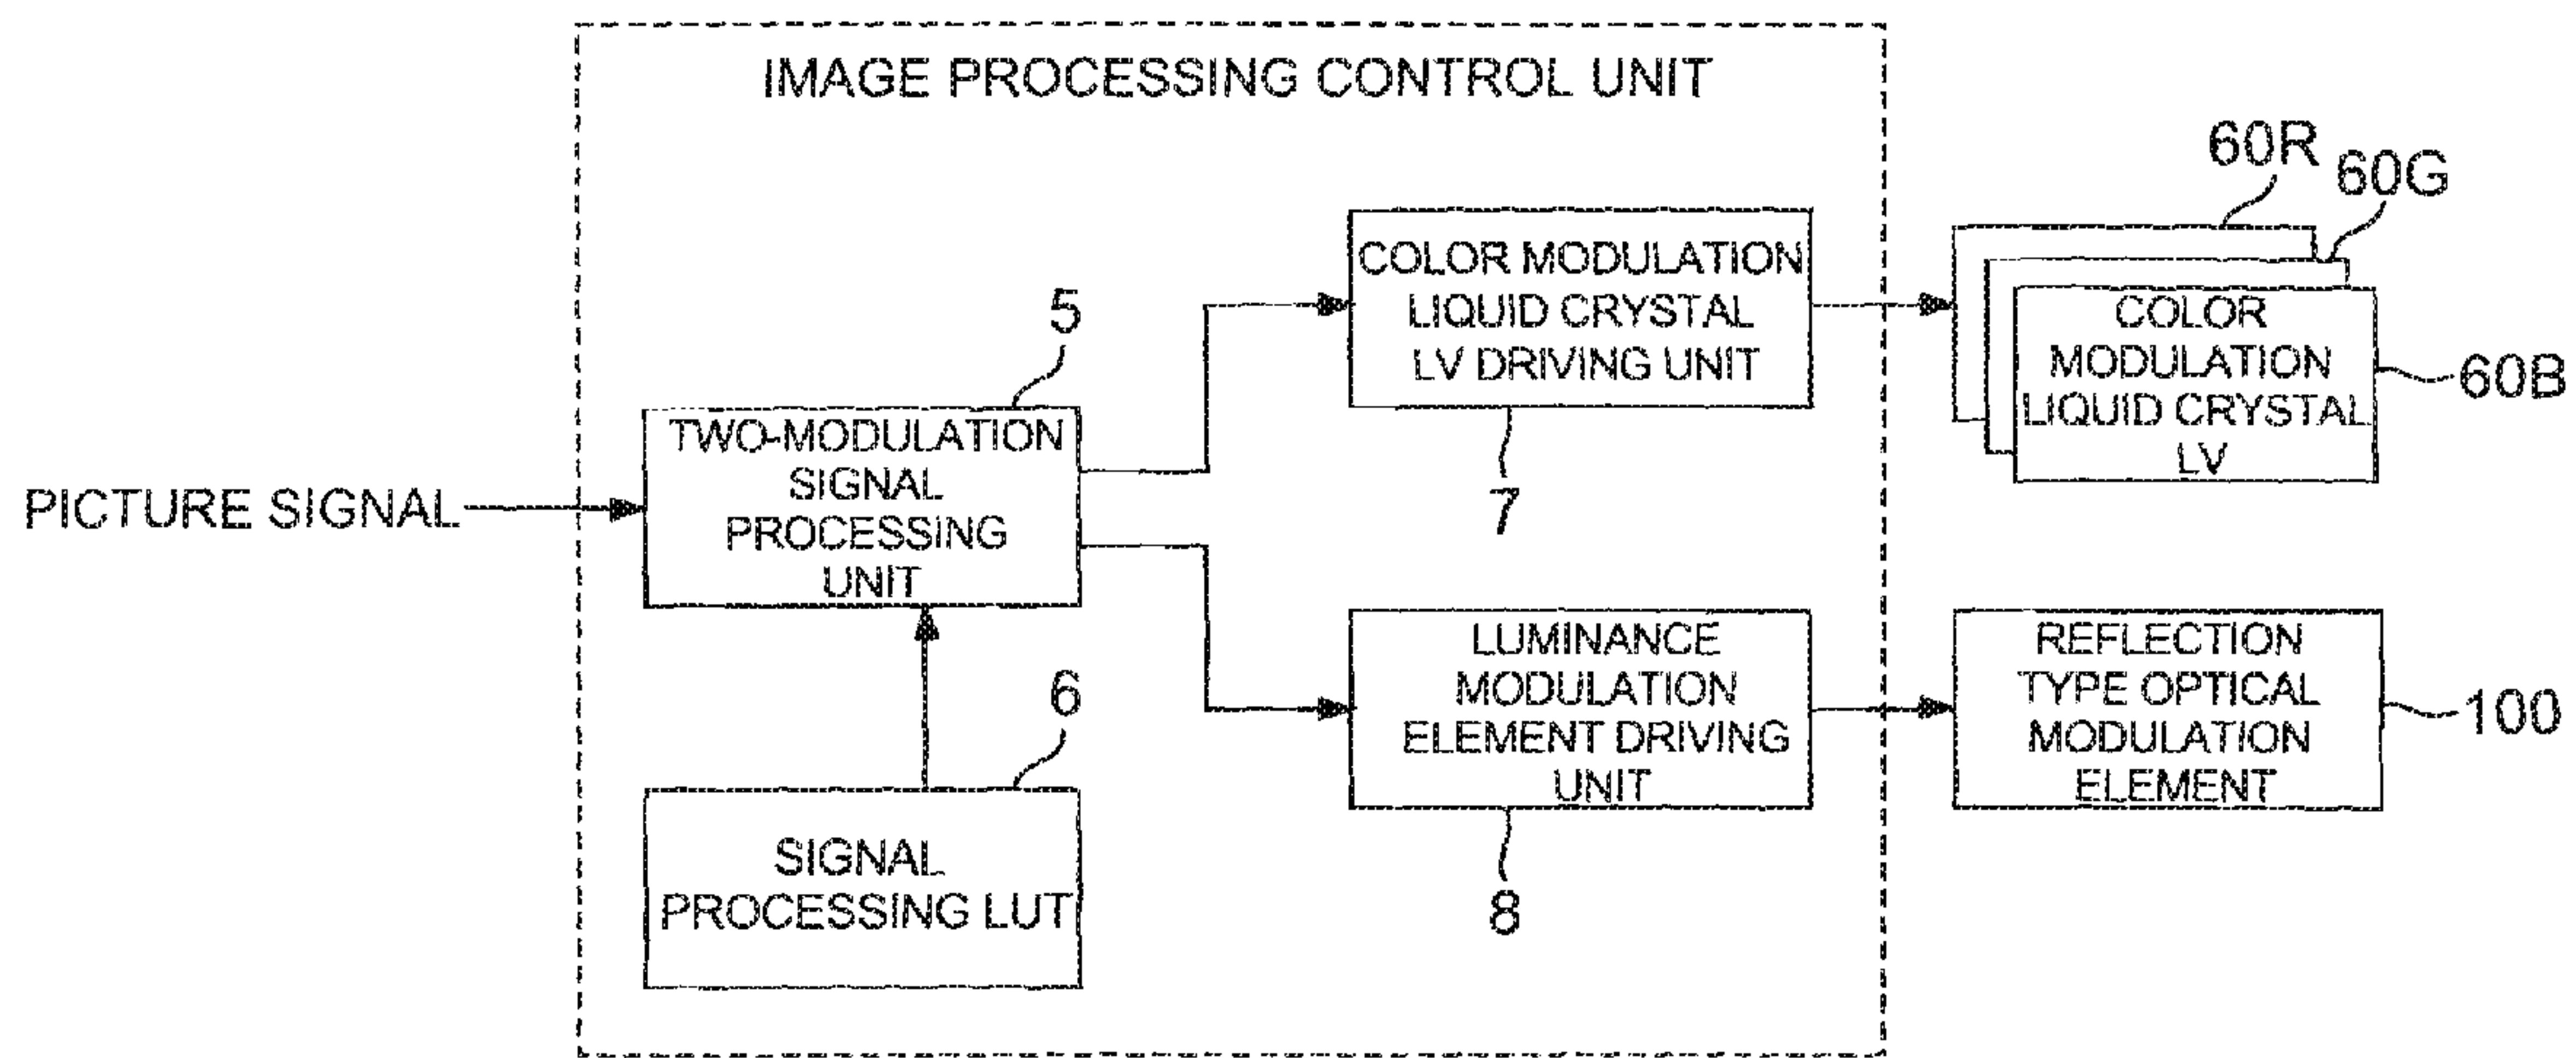 IMAGE PROCESSING CONTROL UNIT
60R
60G
COLOR MODULATION
LIQUID CRYSTAL
LV DRIVING UNIT
7
COLOR
MODULATION
LIQUID CRYSTAL
LV
60B
5
TWO-MODULATION
SIGNAL
PROCESSING
UNIT
PICTURE SIGNAL
6
SIGNAL
PROCESSING LUT
LUMINANCE
MODULATION
ELEMENT DRIVING
UNIT
8
REFLECTION
TYPE OPTICAL
MODULATION
ELEMENT
100